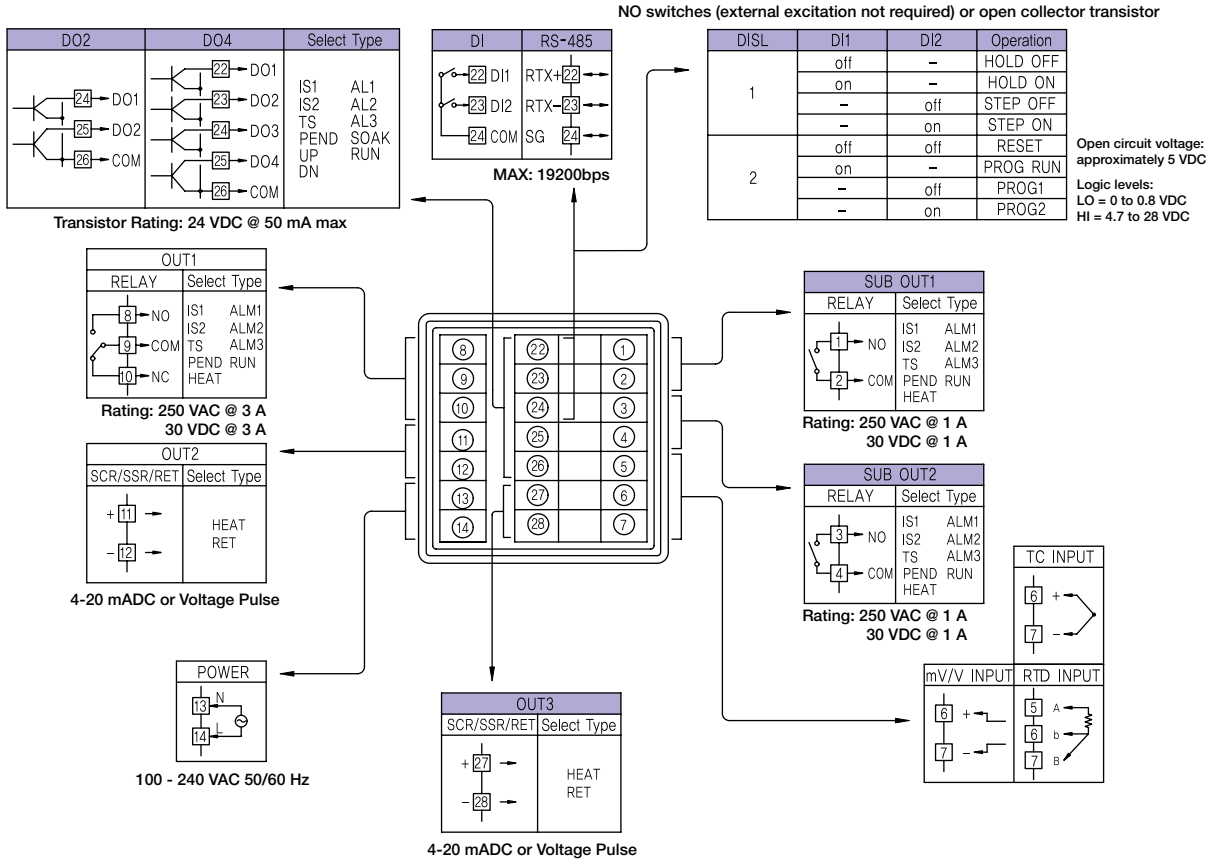 NO switches (external excitation not required) or open collector transistor
DO2 DO4 Select Type
24 DO1
25 DO2
26 COM
22 DO1
23 DO2
24 DO3
25 DO4
26 COM
IS1 AL1
IS2 AL2
TS AL3
PEND SOAK
UP RUN
DN
Transistor Rating: 24 VDC @ 50 mA max
DI RS-485
22 DI1 RTX+ 22
23 DI2 RTX- 23
24 COM SG 24
MAX: 19200bps
DISL DI1 DI2 Operation
1 off – HOLD OFF
on – HOLD ON
– off STEP OFF
– on STEP ON
2 off off RESET
on – PROG RUN
– off PROG1
– on PROG2
Open circuit voltage:
approximately 5 VDC
Logic levels:
LO = 0 to 0.8 VDC
HI = 4.7 to 28 VDC
OUT1
RELAY Select Type
8 NO
9 COM
10 NC
IS1 ALM1
IS2 ALM2
TS ALM3
PEND RUN
HEAT
Rating: 250 VAC @ 3 A
30 VDC @ 3 A
OUT2
SCR/SSR/RET Select Type
+ 11
- 12
HEAT
RET
4-20 mADC or Voltage Pulse
POWER
13 N
14 L
100 - 240 VAC 50/60 Hz
8 22 1
9 23 2
10 24 3
11 25 4
12 26 5
13 27 6
14 28 7
OUT3
SCR/SSR/RET Select Type
+ 27
- 28
HEAT
RET
4-20 mADC or Voltage Pulse
SUB OUT1
RELAY Select Type
1 NO
2 COM
IS1 ALM1
IS2 ALM2
TS ALM3
PEND RUN
HEAT
Rating: 250 VAC @ 1 A
30 VDC @ 1 A
SUB OUT2
RELAY Select Type
3 NO
4 COM
IS1 ALM1
IS2 ALM2
TS ALM3
PEND RUN
HEAT
Rating: 250 VAC @ 1 A
30 VDC @ 1 A
TC INPUT
6 +
7 -
mV/V INPUT
6 +
7 -
RTD INPUT
5 A
6 b
7 B